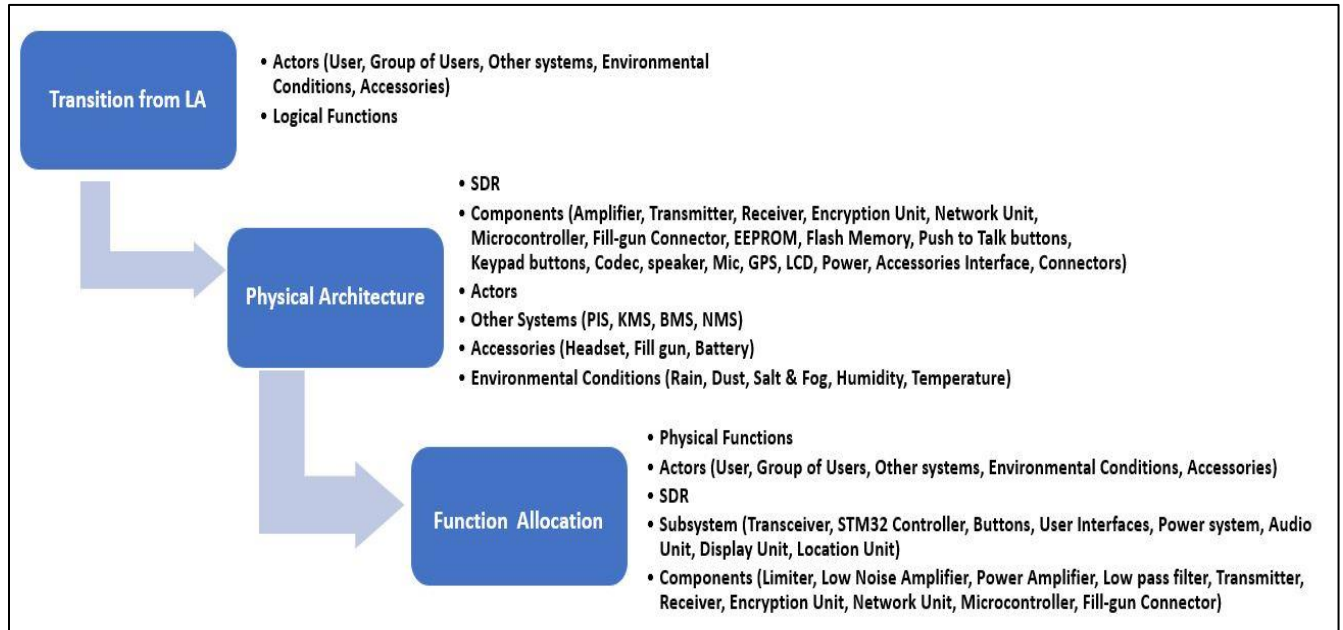 Transition from LA
• Actors (User, Group of Users, Other systems, Environmental
Conditions, Accessories)
• Logical Functions
Physical Architecture
• SDR
• Components (Amplifier, Transmitter, Receiver, Encryption Unit, Network Unit,
Microcontroller, Fill-gun Connector, EEPROM, Flash Memory, Push to Talk buttons,
Keypad buttons, Codec, speaker, Mic, GPS, LCD, Power, Accessories Interface, Connectors)
• Actors
• Other Systems (PIS, KMS, BMS, NMS)
• Accessories (Headset, Fill gun, Battery)
• Environmental Conditions (Rain, Dust, Salt & Fog, Humidity, Temperature)
Function Allocation
• Physical Functions
• Actors (User, Group of Users, Other systems, Environmental Conditions, Accessories)
• SDR
• Subsystem (Transceiver, STM32 Controller, Buttons, User Interfaces, Power system, Audio
Unit, Display Unit, Location Unit)
• Components (Limiter, Low Noise Amplifier, Power Amplifier, Low pass filter, Transmitter,
Receiver, Encryption Unit, Network Unit, Microcontroller, Fill-gun Connector)